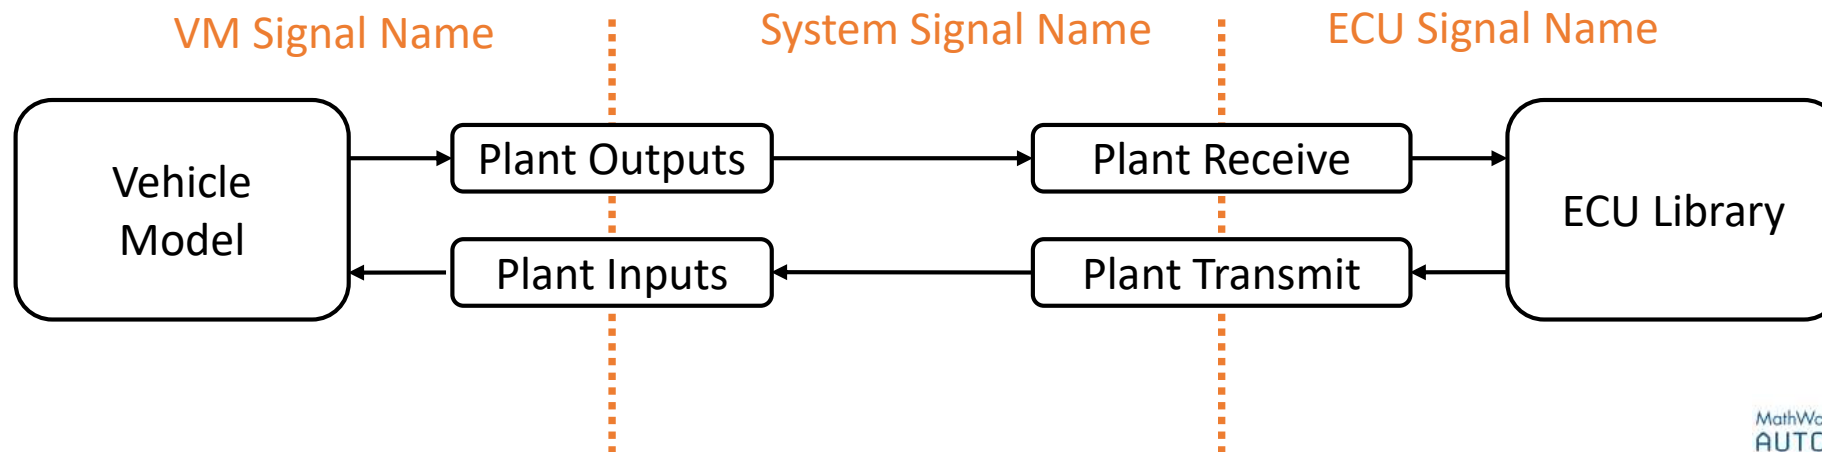 VM Signal Name
System Signal Name
ECU Signal Name
Vehicle
Model
Plant Outputs
Plant Receive
ECU Library
Plant Inputs
Plant Transmit